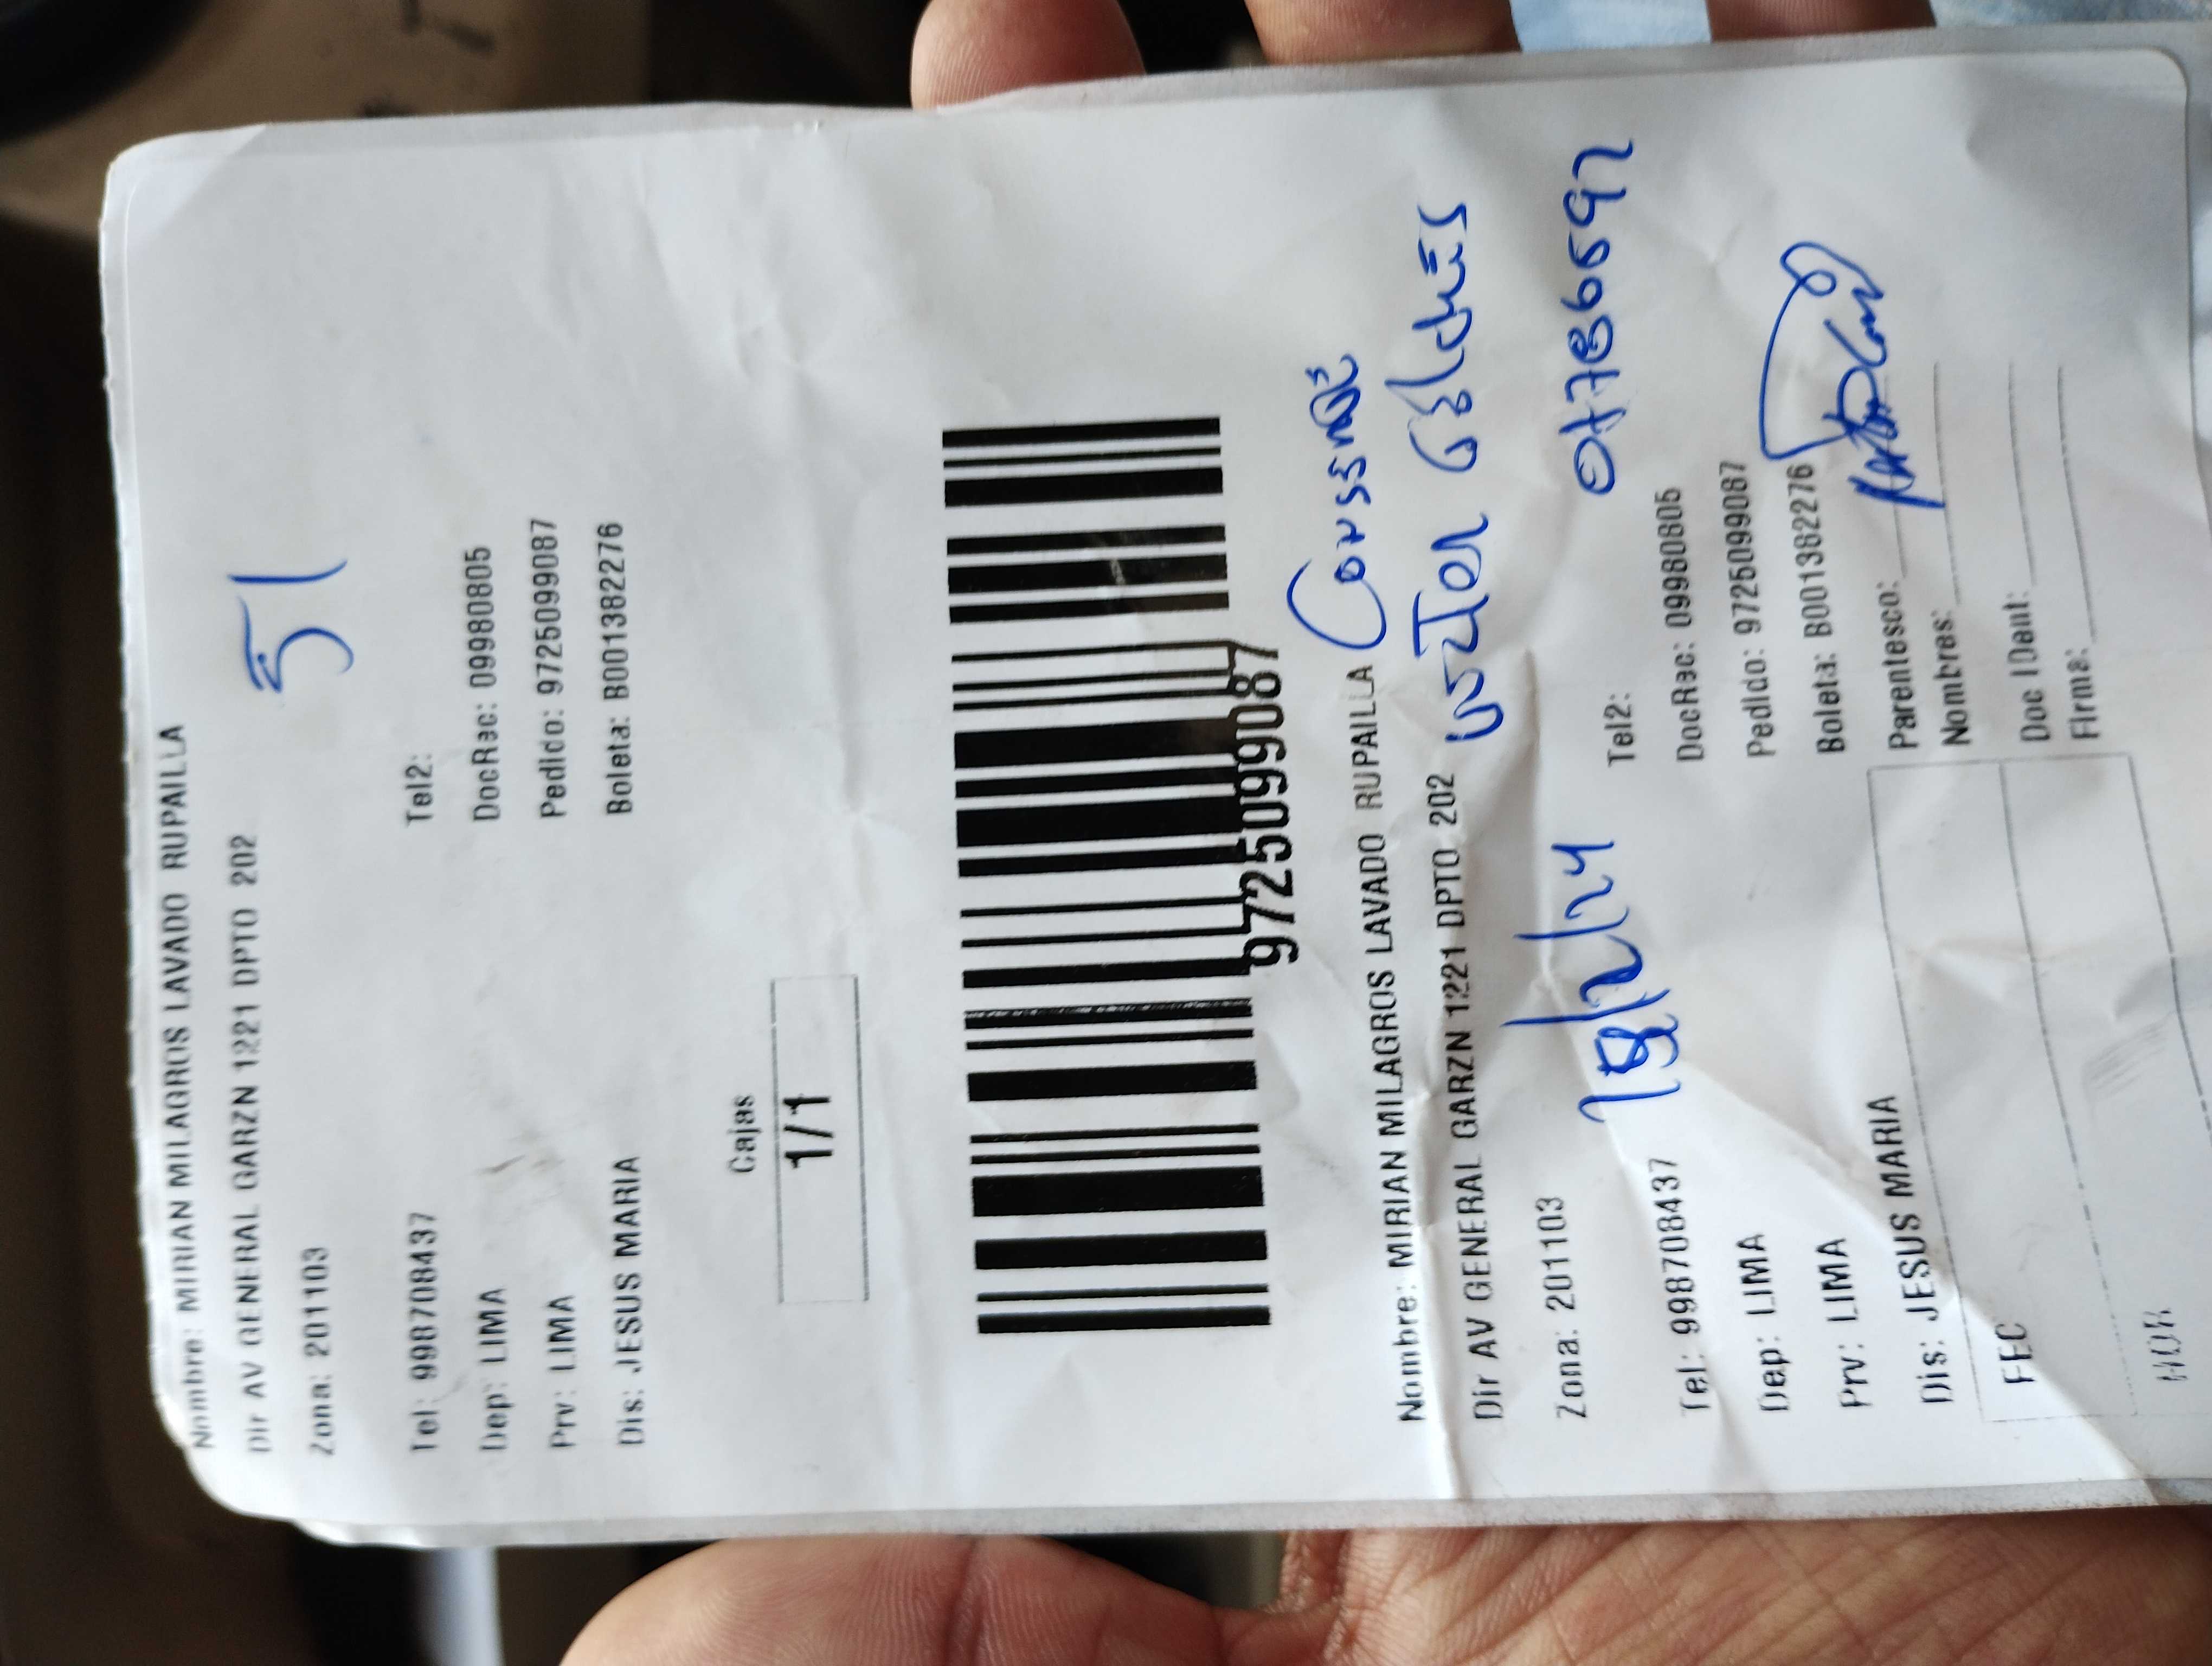 Nombre: MIRIAN MILAGROS LAVADO RUPAILLA
Dir AV GENERAL GARZN 1221 DPTO 202
51
Zona: 201103
Tel: 998708437 Tel2:
Dep: LIMA DocRec: 09980805
Prv: LIMA Pedido: 9725099087
Dis: JESUS MARIA Boleta: B001382276
Cajas
1/1
9725099087
Nombre: MIRIAN MILAGROS LAVADO RUPAILLA
Dir AV GENERAL GARZN 1221 DPTO 202
Zona: 201103
Tel: 998708437 Tel2:
Dep: LIMA DocRec: 09980805
Prv: LIMA Pedido: 9725099087
Dis: JESUS MARIA Boleta: B001382276
Parentesco:
FEC Nombres:
Doc IDent:
HOR Firma: